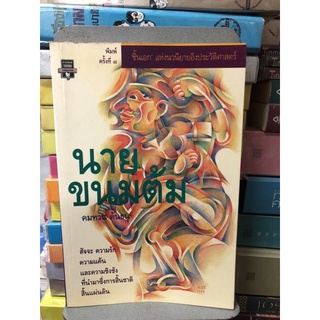 พิมพ์
ครั้งที่ ๗
ชิ้นเอก แห่งนวนิยายอิงประวัติศาสตร์
นาย
ขนมต้ม
คมทวน คันธนู
สัจจะ ความรัก
ความแค้น
และความชิงชัง
ที่นำมาซึ่งการสิ้นชาติ
สิ้นแผ่นดิน